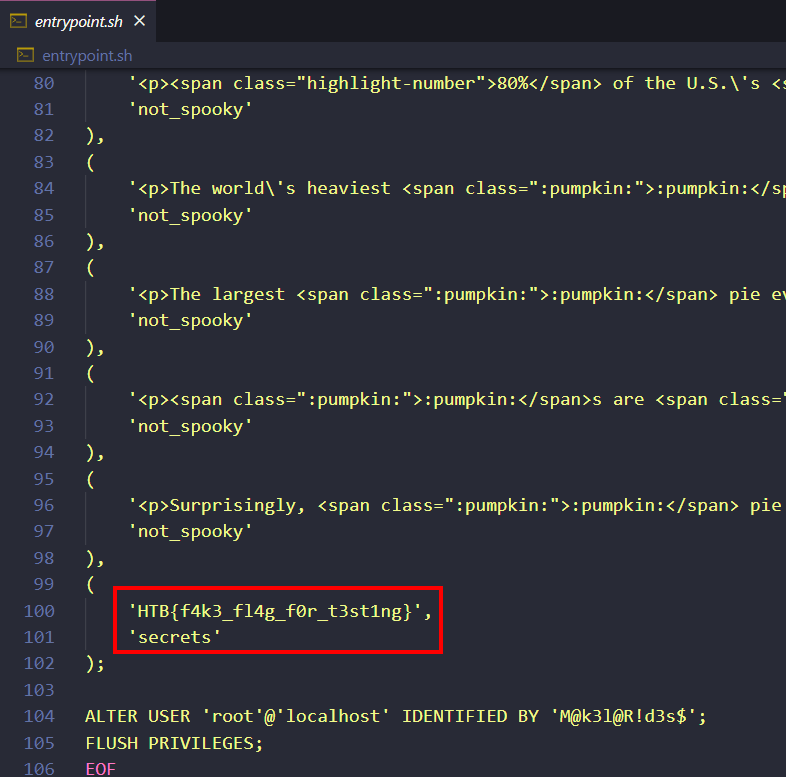 entrypoint.sh ×
entrypoint.sh
80 '<p><span class="highlight-number">80%</span> of the U.S.\'s <s
81 'not_spooky'
82 ),
83 (
84 '<p>The world\'s heaviest <span class=":pumpkin:">:pumpkin:</sp
85 'not_spooky'
86 ),
87 (
88 '<p>The largest <span class=":pumpkin:">:pumpkin:</span> pie ev
89 'not_spooky'
90 ),
91 (
92 '<p><span class=":pumpkin:">:pumpkin:</span>s are <span class="
93 'not_spooky'
94 ),
95 (
96 '<p>Surprisingly, <span class=":pumpkin:">:pumpkin:</span> pie
97 'not_spooky'
98 ),
99 (
100 'HTB{f4k3_fl4g_f0r_t3st1ng}',
101 'secrets'
102 );
103
104 ALTER USER 'root'@'localhost' IDENTIFIED BY 'M@k3l@R!d3s$';
105 FLUSH PRIVILEGES;
106 EOF